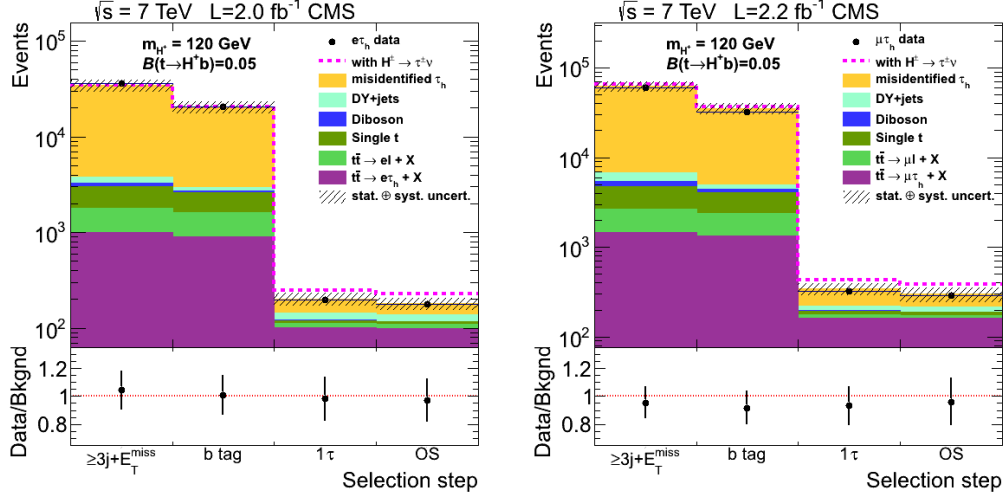 √s = 7 TeV L=2.0 fb⁻¹ CMS
Events
10⁵
10⁴
10³
10²
m_H⁺ = 120 GeV
B(t→H⁺b)=0.05
eτ_h data
with H^± → τ^±ν
misidentified τ_h
DY+jets
Diboson
Single t
tt̄ → el + X
tt̄ → eτ_h + X
stat. ⊕ syst. uncert.
Data/Bkgnd
1.2
1
0.8
≥3j+E_T^miss
b tag
1 τ
OS
Selection step
√s = 7 TeV L=2.2 fb⁻¹ CMS
Events
10⁵
10⁴
10³
10²
m_H⁺ = 120 GeV
B(t→H⁺b)=0.05
μτ_h data
with H^± → τ^±ν
misidentified τ_h
DY+jets
Diboson
Single t
tt̄ → μl + X
tt̄ → μτ_h + X
stat. ⊕ syst. uncert.
Data/Bkgnd
1.2
1
0.8
≥3j+E_T^miss
b tag
1 τ
OS
Selection step